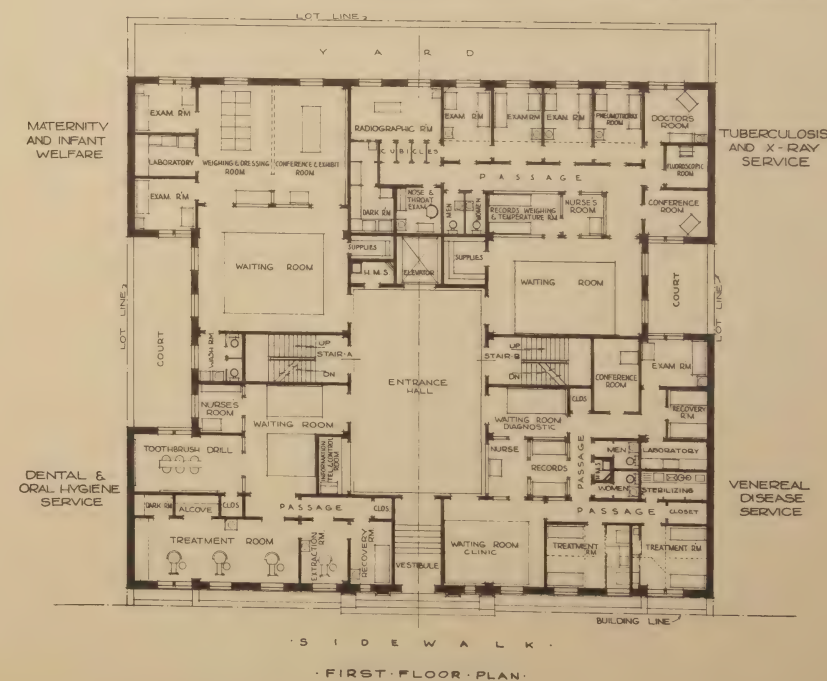 LOT LINE
Y A R D
MATERNITY
AND INFANT
WELFARE
EXAM. RM
LABORATORY
EXAM. RM
WEIGHING & DRESSING
ROOM
CONFERENCE & EXHIBIT
ROOM
RADIOGRAPHIC RM
CUBICLES
DARK RM
NOSE &
THROAT
EXAM.
MEN
WOMEN
EXAM. RM
EXAM RM
EXAM. RM
PNEUMOTHORX
ROOM
DOCTORS
ROOM
FLUOROSCOPIC
ROOM
CONFERENCE
ROOM
TUBERCULOSIS
AND X-RAY
SERVICE
P A S S A G E
RECORDS WEIGHING
& TEMPERATURE RM
NURSE'S
ROOM
SUPPLIES
H.M.S
ELEVATOR
SUPPLIES
WAITING ROOM
WAITING ROOM
COURT
LOT LINE
LOT LINE
COURT
WASH RM
UP
STAIR-A
DN
ENTRANCE
HALL
UP
STAIR-B
DN
CONFERENCE
ROOM
EXAM RM
RECOVERY
RM
NURSES
ROOM
WAITING ROOM
INFORMATION
TEL. & CONTROL
ROOM
WAITING ROOM
DIAGNOSTIC
CLOS
NURSE
RECORDS
PASSAGE
MEN
H.M.S
WOMEN
LABORATORY
STERILIZING
DENTAL &
ORAL HYGIENE
SERVICE
TOOTHBRUSH DRILL
DARK RM
ALCOVE
CLOS
PASSAGE
CLOS
TREATMENT ROOM
EXTRACTION
RM
RECOVERY
RM
VESTIBULE
WAITING ROOM
CLINIC
PASSAGE
CLOSET
TREATMENT
RM
TREATMENT RM
VENEREAL
DISEASE
SERVICE
BUILDING LINE
· S I D E W A L K ·
· FIRST · FLOOR · PLAN ·